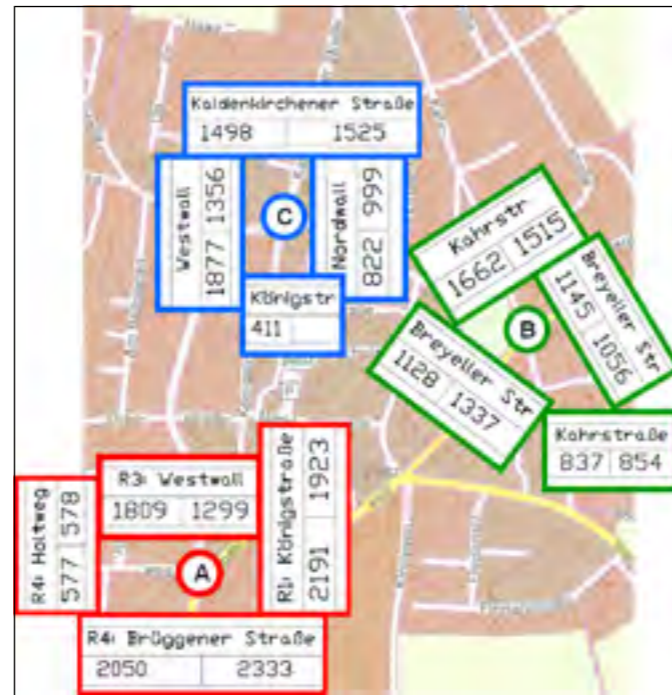 Kaldenkirchener Straße
1498 1525
Westwall
1877 1356
C
Nordwall
822 999
Königstr
411
Kahrstr
1662 1515
Breyeller Str
1145 1056
B
Breyeller Str
1128 1337
Kahrstraße
837 854
R4: Holtweg
577 578
R3: Westwall
1809 1299
R1: Königstraße
2191 1923
A
R4: Brüggener Straße
2050 2333